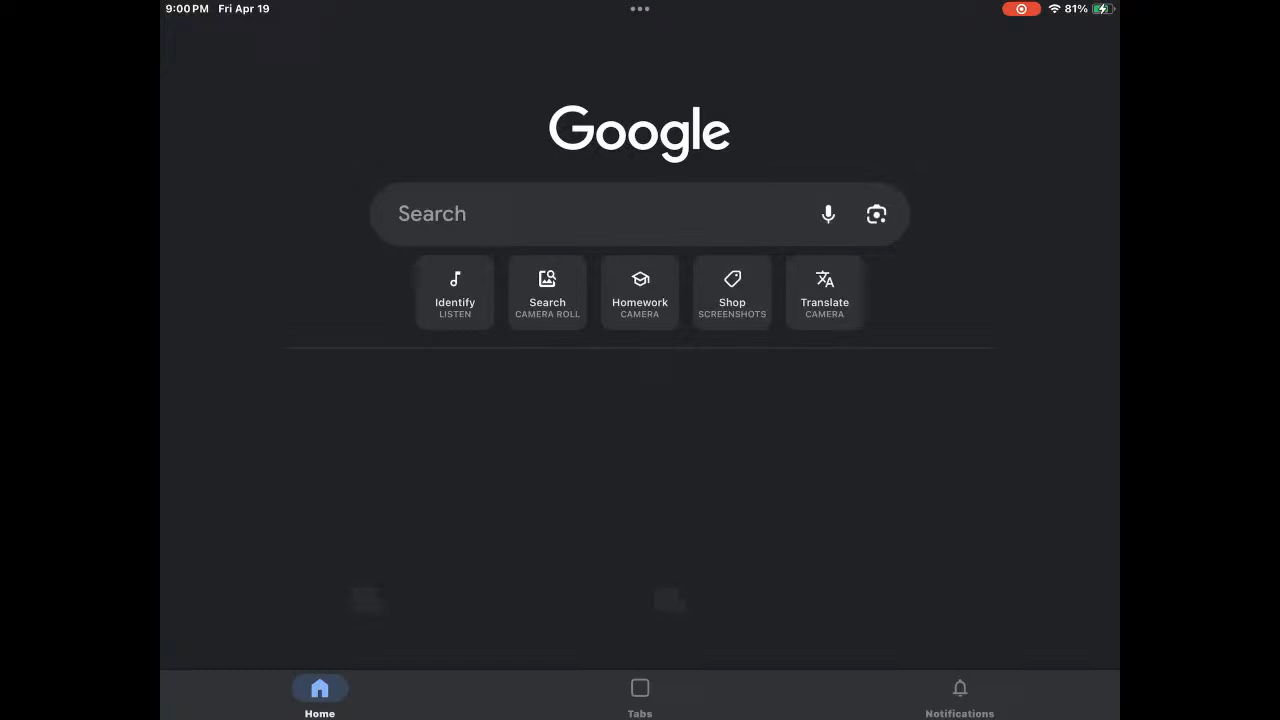 9:00 PM Fri Apr 19
81%
Google
Search
Identify
LISTEN
Search
CAMERA ROLL
Homework
CAMERA
Shop
SCREENSHOTS
Translate
CAMERA
Home
Tabs
Notifications